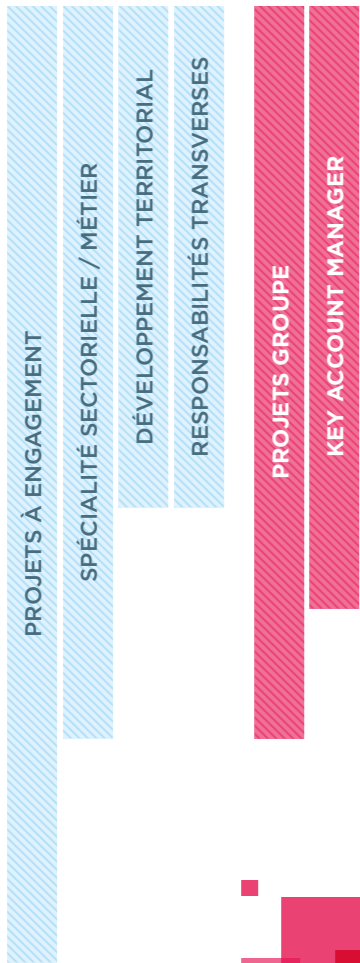 PROJETS À ENGAGEMENT
SPÉCIALITÉ SECTORIELLE / MÉTIER
DÉVELOPPEMENT TERRITORIAL
RESPONSABILITÉS TRANSVERSES
PROJETS GROUPE
KEY ACCOUNT MANAGER